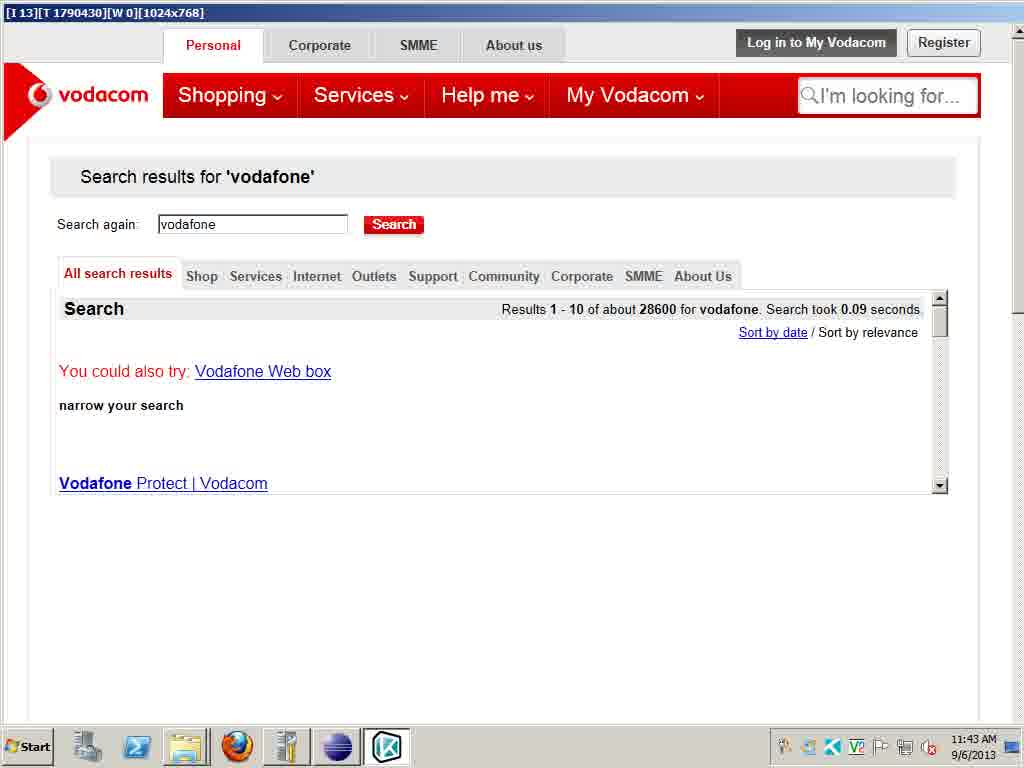 [I 13][T 1790430][W 0][1024x768]
Personal Corporate SMME About us Log in to My Vodacom Register
vodacom Shopping Services Help me My Vodacom I'm looking for...
Search results for 'vodafone'
Search again: vodafone Search
All search results Shop Services Internet Outlets Support Community Corporate SMME About Us
Search Results 1 - 10 of about 28600 for vodafone. Search took 0.09 seconds.
Sort by date / Sort by relevance
You could also try: Vodafone Web box
narrow your search
Vodafone Protect | Vodacom
Start 11:43 AM
9/6/2013